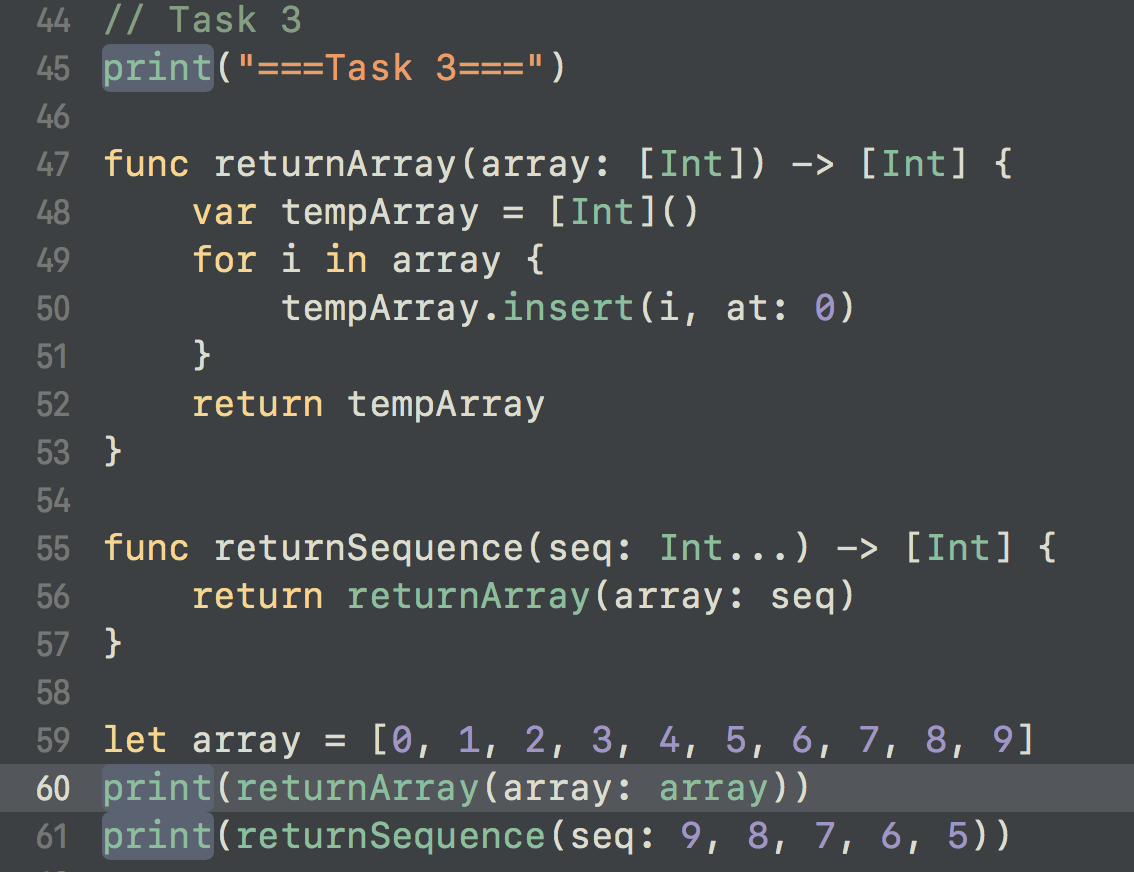 44 // Task 3
45 print("===Task 3===")
46
47 func returnArray(array: [Int]) -> [Int] {
48     var tempArray = [Int]()
49     for i in array {
50         tempArray.insert(i, at: 0)
51     }
52     return tempArray
53 }
54
55 func returnSequence(seq: Int...) -> [Int] {
56     return returnArray(array: seq)
57 }
58
59 let array = [0, 1, 2, 3, 4, 5, 6, 7, 8, 9]
60 print(returnArray(array: array))
61 print(returnSequence(seq: 9, 8, 7, 6, 5))